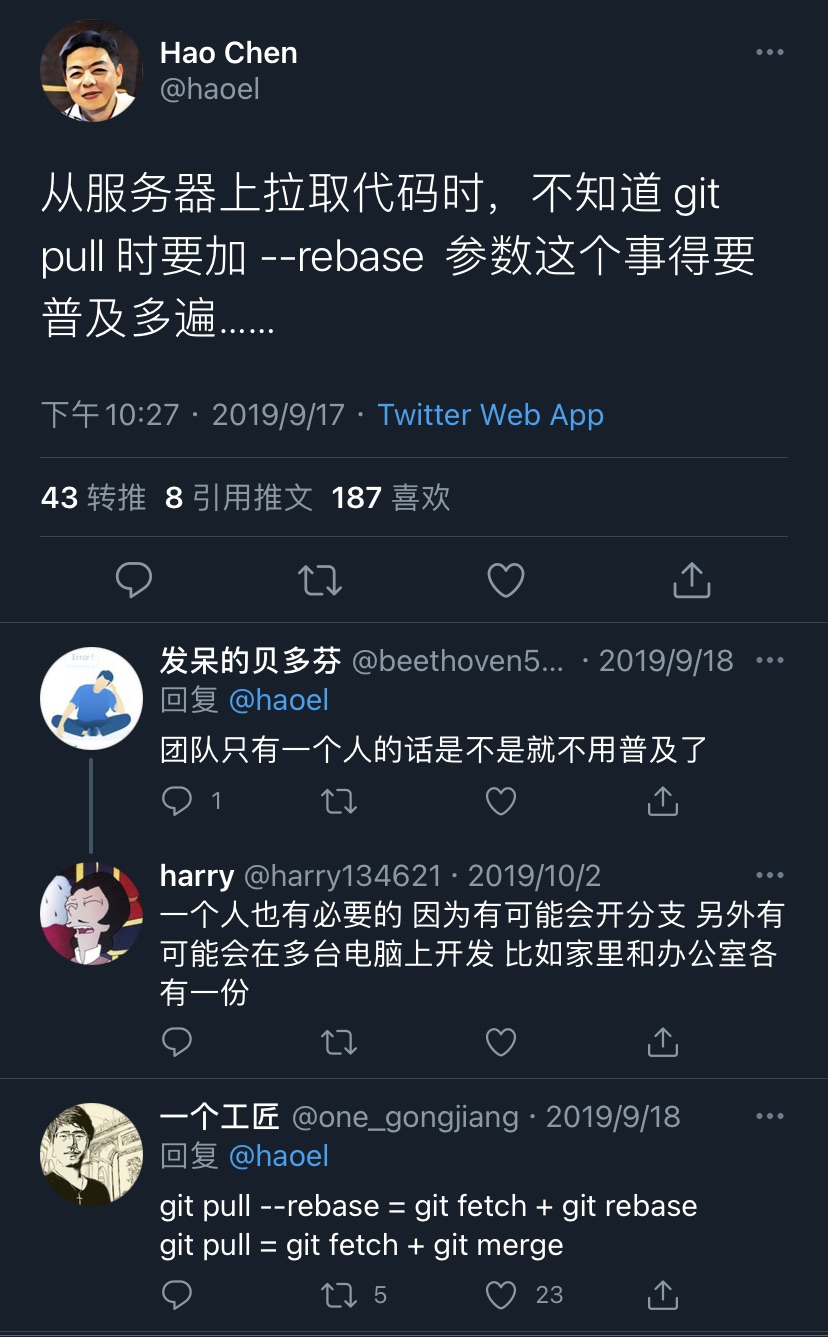 Hao Chen
@haoel
从服务器上拉取代码时，不知道 git
pull 时要加 --rebase 参数这个事得要
普及多遍……
下午10:27 · 2019/9/17 · Twitter Web App
43 转推 8 引用推文 187 喜欢
Error!
发呆的贝多芬 @beethoven5... · 2019/9/18
回复 @haoel
团队只有一个人的话是不是就不用普及了
1
harry @harry134621 · 2019/10/2
一个人也有必要的 因为有可能会开分支 另外有
可能会在多台电脑上开发 比如家里和办公室各
有一份
一个工匠 @one_gongjiang · 2019/9/18
回复 @haoel
git pull --rebase = git fetch + git rebase
git pull = git fetch + git merge
5 23